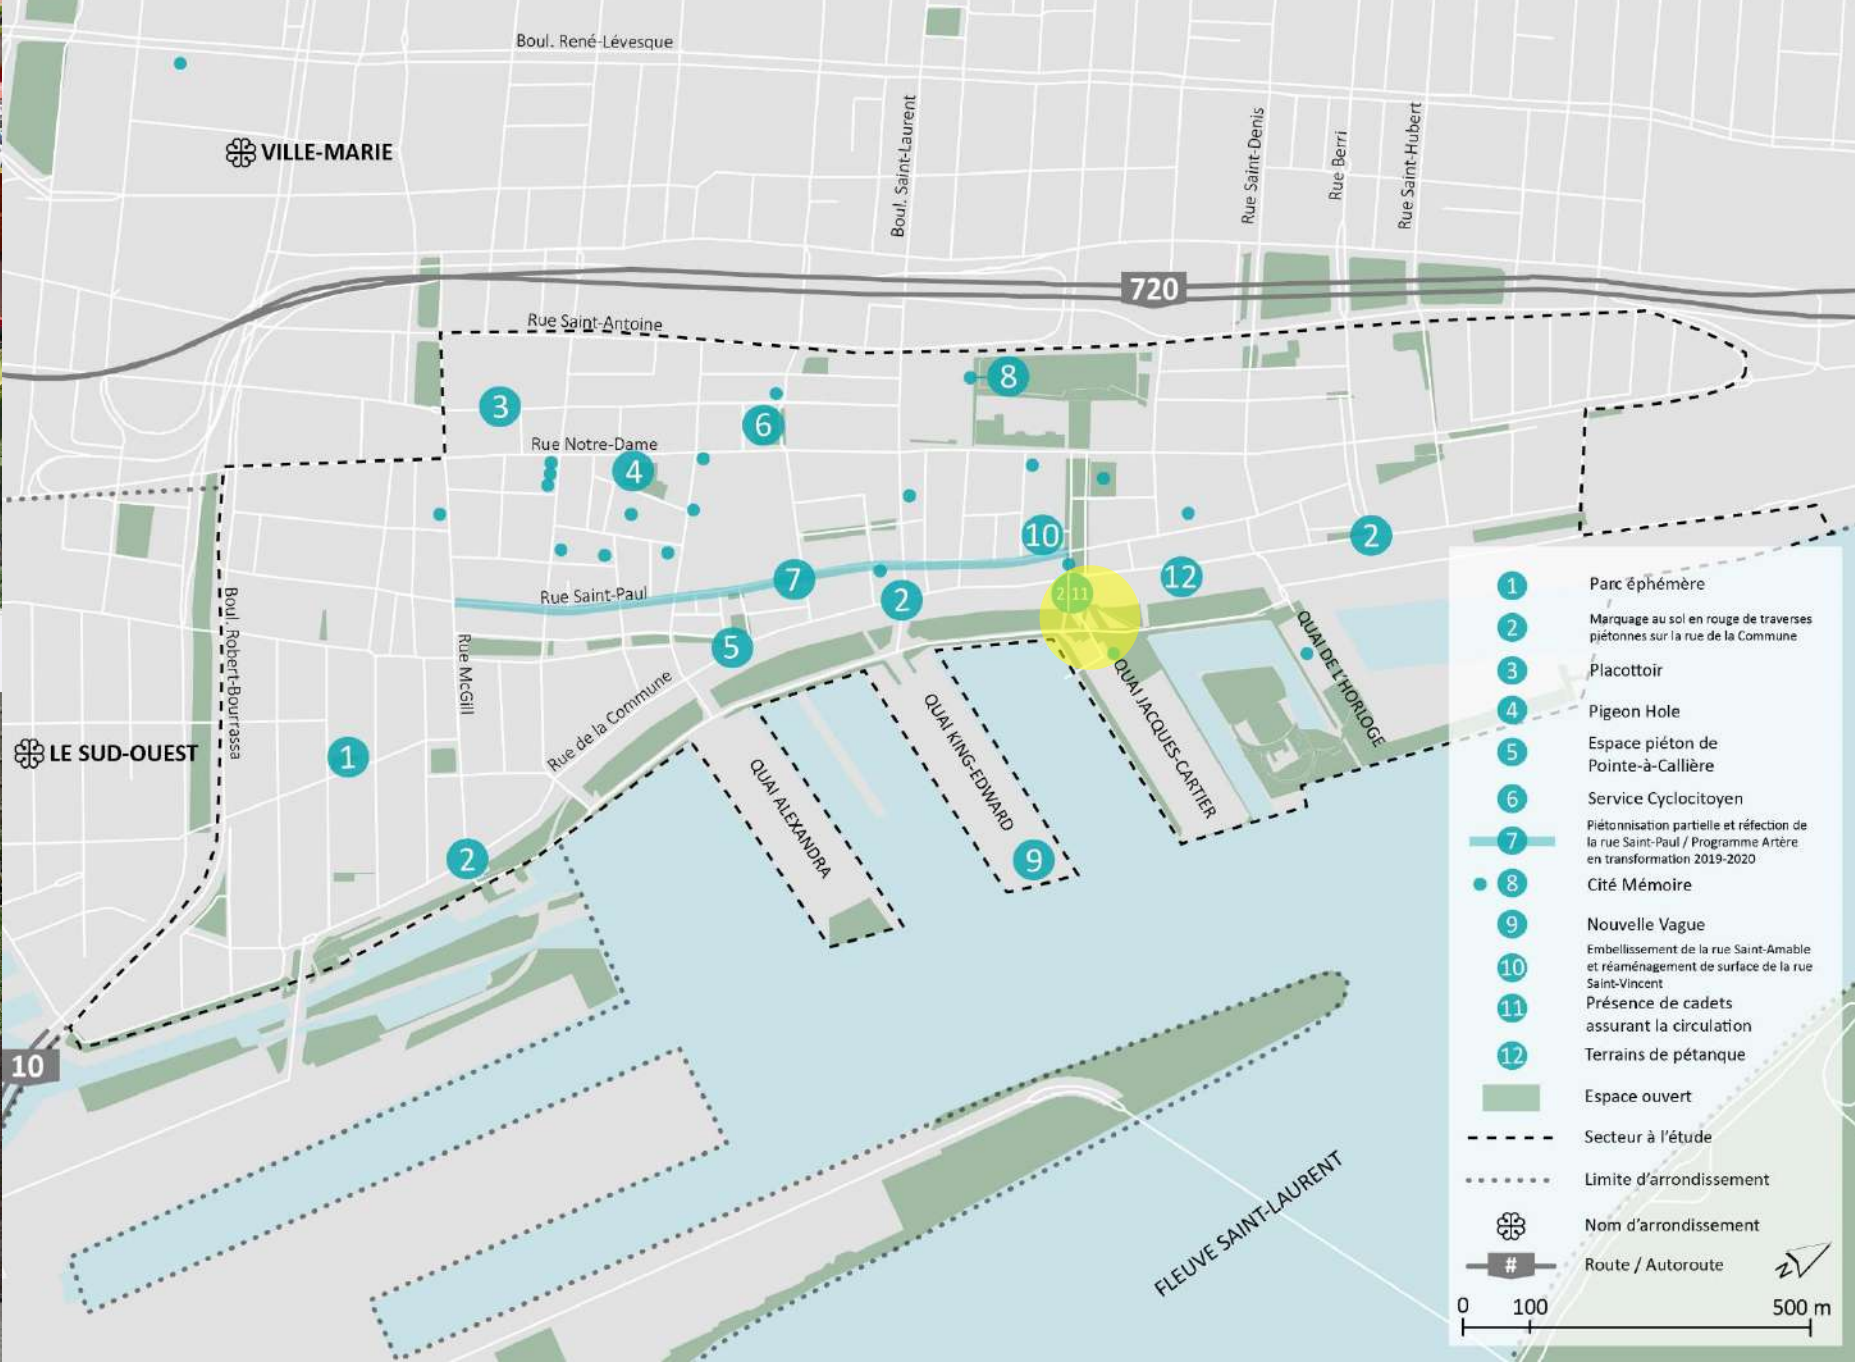 Boul. René-Lévesque
VILLE-MARIE
Boul. Saint-Laurent
Rue Saint-Denis
Rue Berri
Rue Saint-Hubert
720
Rue Saint-Antoine
8
3
6
Rue Notre-Dame
4
10
2
7
12
Rue Saint-Paul
2
2 11
5
Boul. Robert-Bourrassa
Rue McGill
Rue de la Commune
QUAI DE L'HORLOGE
QUAI JACQUES-CARTIER
QUAI KING-EDWARD
QUAI ALEXANDRA
LE SUD-OUEST
1
2
9
10
FLEUVE SAINT-LAURENT
1 Parc éphémère
2 Marquage au sol en rouge de traverses
piétonnes sur la rue de la Commune
3 Placottoir
4 Pigeon Hole
5 Espace piéton de
Pointe-à-Callière
6 Service Cyclocitoyen
7 Piétonnisation partielle et réfection de
la rue Saint-Paul / Programme Artère
en transformation 2019-2020
8 Cité Mémoire
9 Nouvelle Vague
10 Embellissement de la rue Saint-Amable
et réaménagement de surface de la rue
Saint-Vincent
11 Présence de cadets
assurant la circulation
12 Terrains de pétanque
Espace ouvert
Secteur à l'étude
Limite d'arrondissement
Nom d'arrondissement
# Route / Autoroute
N
0 100 500 m